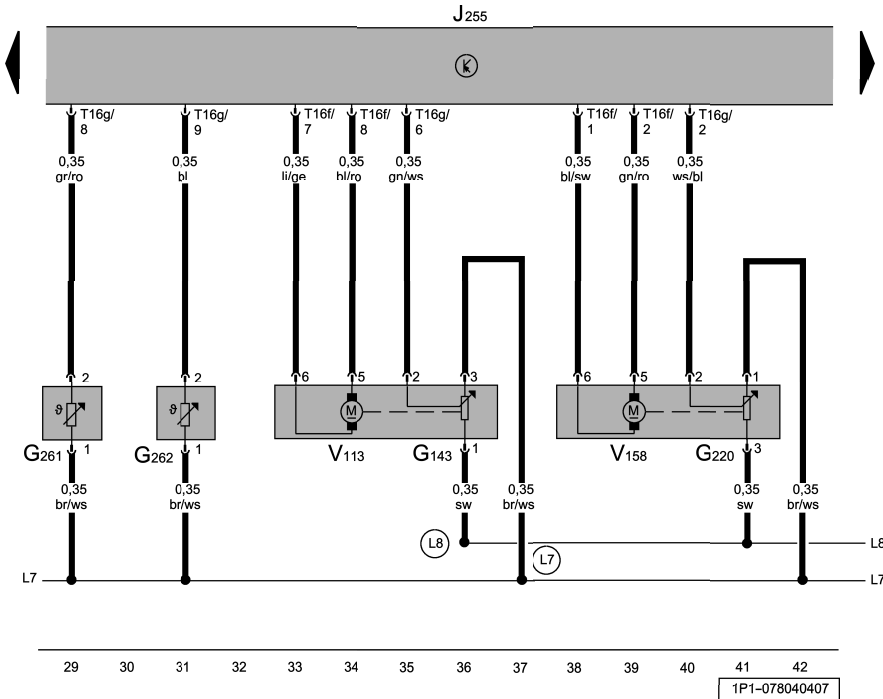 J255
T16g/ T16g/ T16f/ T16f/ T16g/ T16f/ T16f/ T16g/
8 9 7 8 6 1 2 2
0,35 0,35 0,35 0,35 0,35 0,35 0,35 0,35
gr/ro bl li/ge bl/ro gn/ws bl/sw gn/ro ws/bl
2 2 6 5 2 3 6 5 2 1
ϑ ϑ M M
G261 1 G262 1 V113 G143 1 V158 G220 3
0,35 0,35 0,35 0,35 0,35 0,35
br/ws br/ws sw br/ws sw br/ws
L8 L8
L7
L7 L7
29 30 31 32 33 34 35 36 37 38 39 40 41 42
1P1-078040407